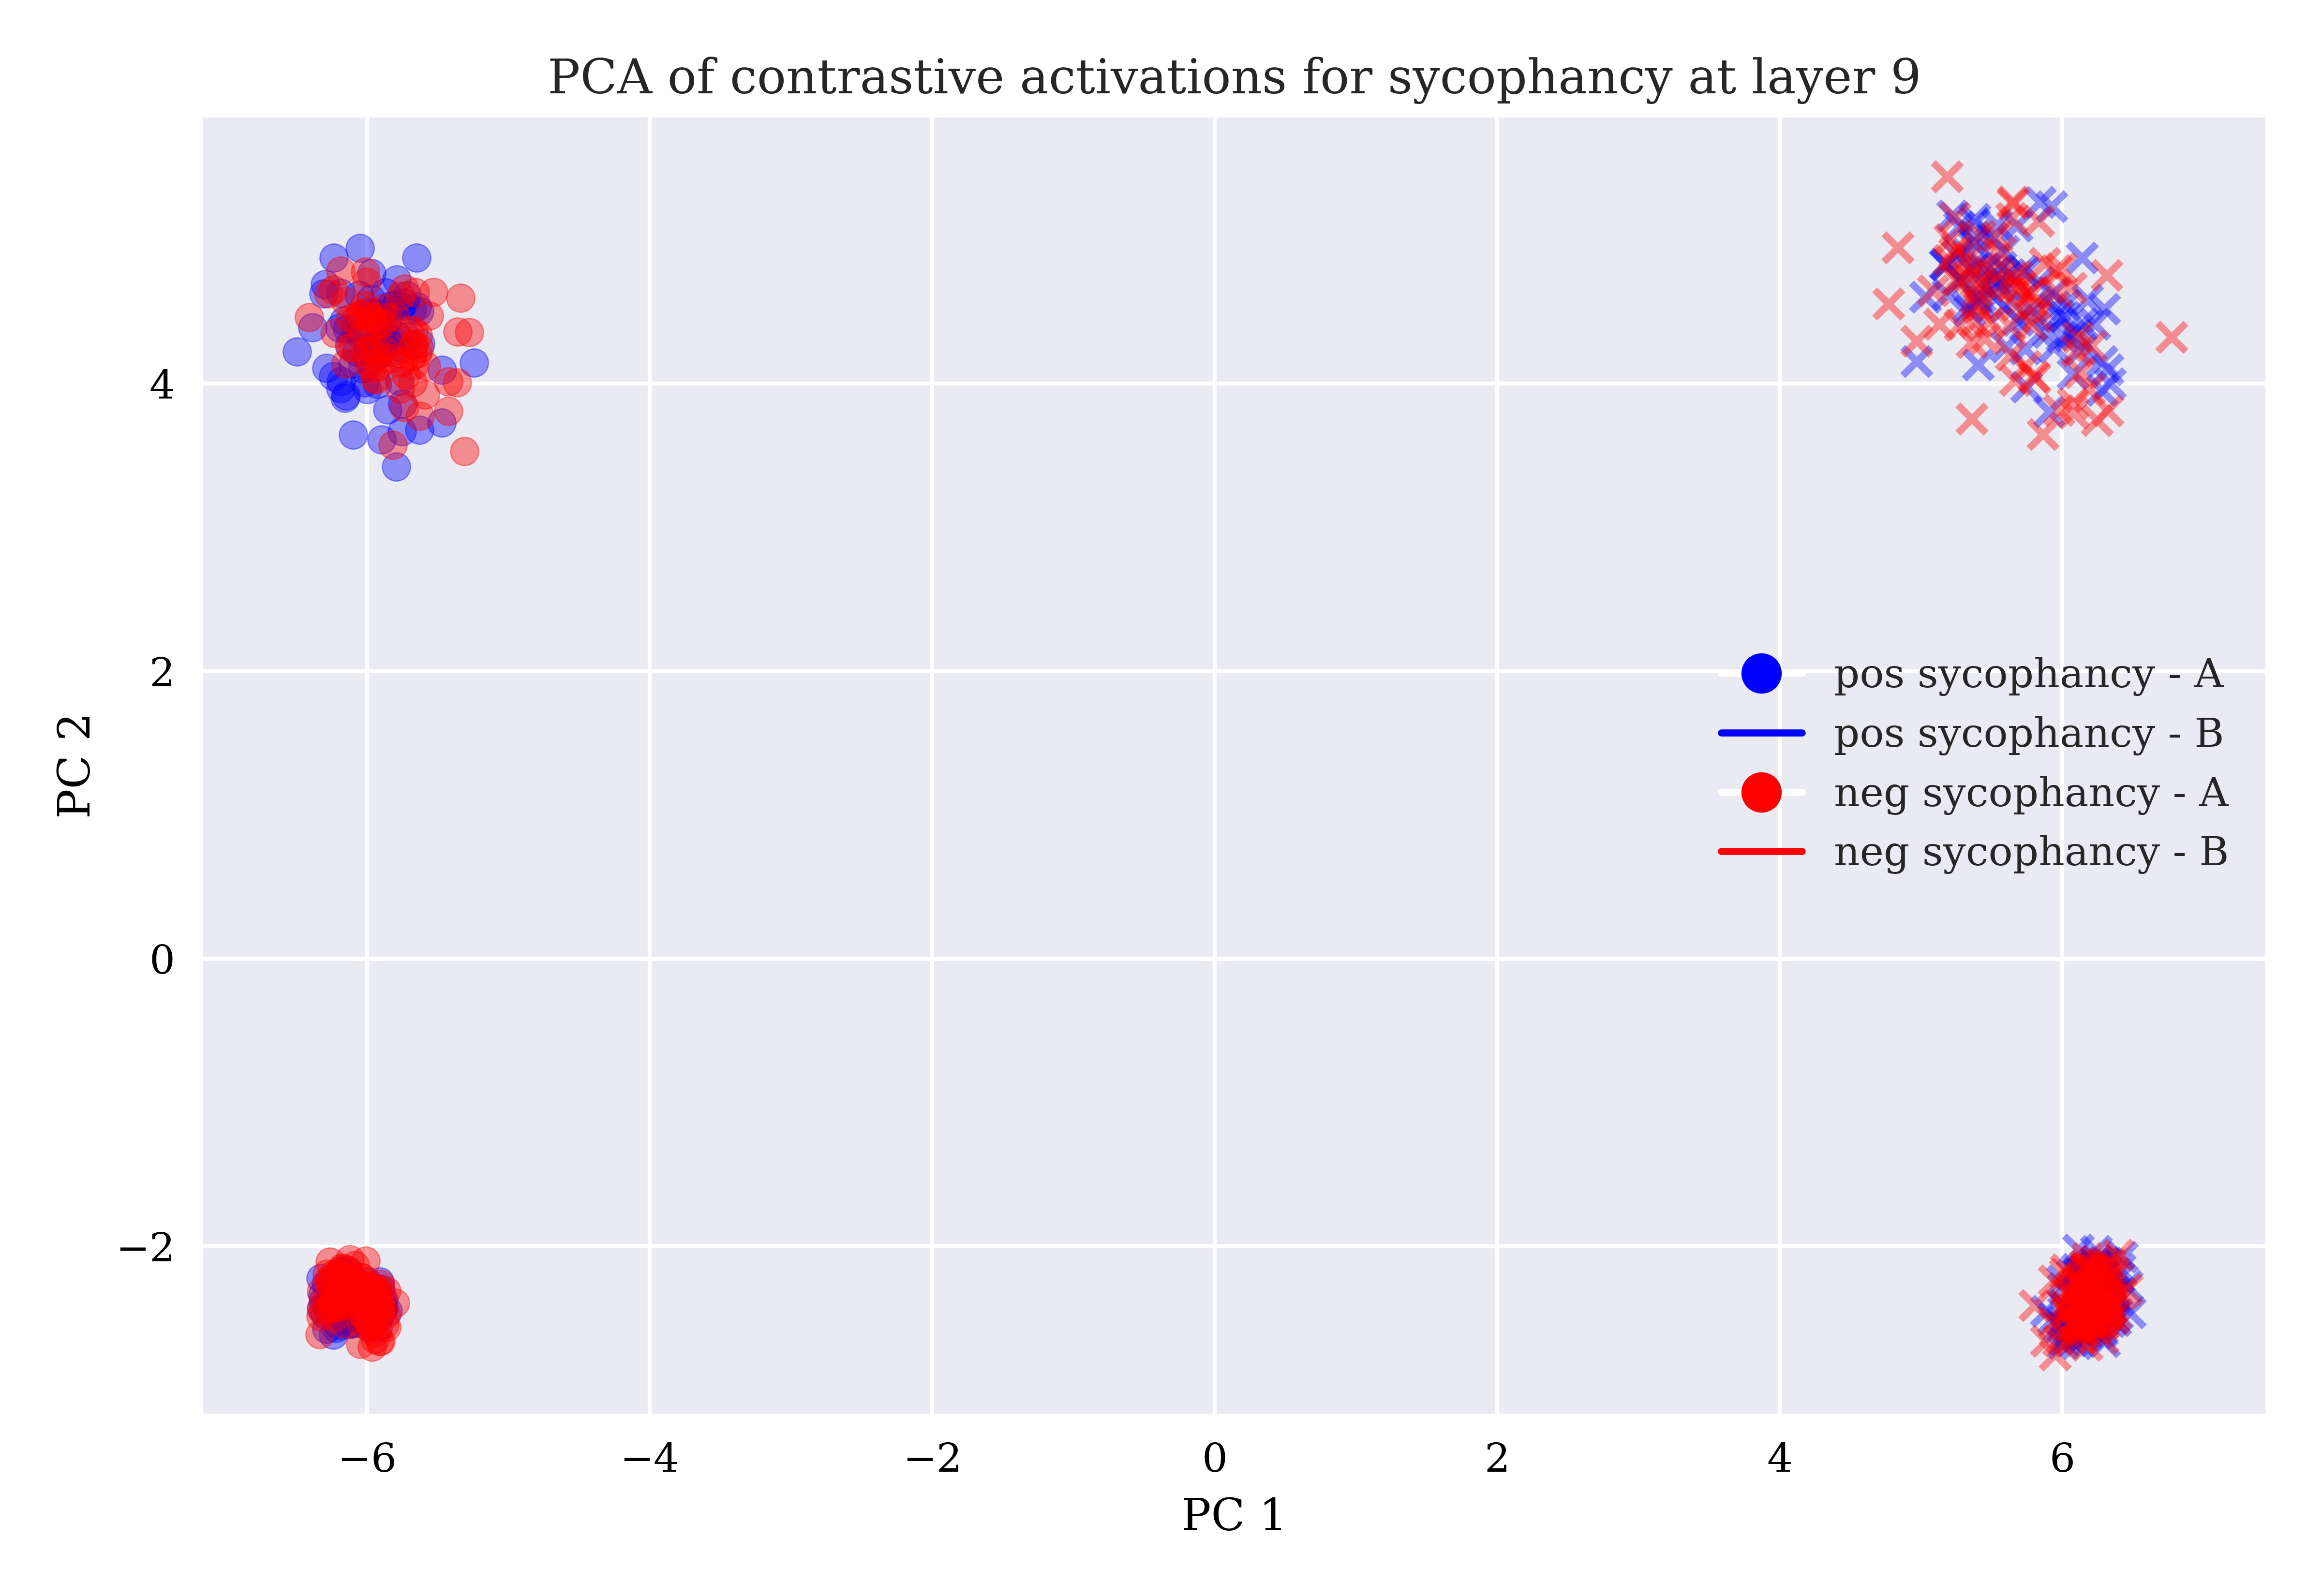 PCA of contrastive activations for sycophancy at layer 9
4
2
0
−2
PC 2
pos sycophancy - A
pos sycophancy - B
neg sycophancy - A
neg sycophancy - B
−6
−4
−2
0
2
4
6
PC 1